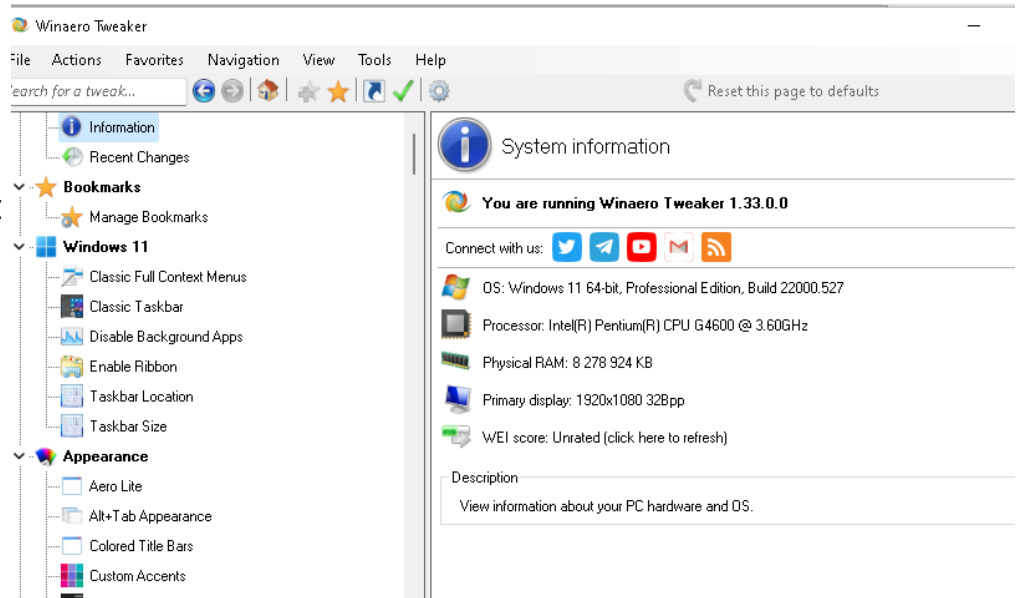 Winaero Tweaker
File Actions Favorites Navigation View Tools Help
Search for a tweak...
Reset this page to defaults
Information
Recent Changes
Bookmarks
Manage Bookmarks
Windows 11
Classic Full Context Menus
Classic Taskbar
Disable Background Apps
Enable Ribbon
Taskbar Location
Taskbar Size
Appearance
Aero Lite
Alt+Tab Appearance
Colored Title Bars
Custom Accents
System information
You are running Winaero Tweaker 1.33.0.0
Connect with us:
OS: Windows 11 64-bit, Professional Edition, Build 22000.527
Processor: Intel(R) Pentium(R) CPU G4600 @ 3.60GHz
Physical RAM: 8 278 924 KB
Primary display: 1920x1080 32Bpp
WEI score: Unrated (click here to refresh)
Description
View information about your PC hardware and OS.